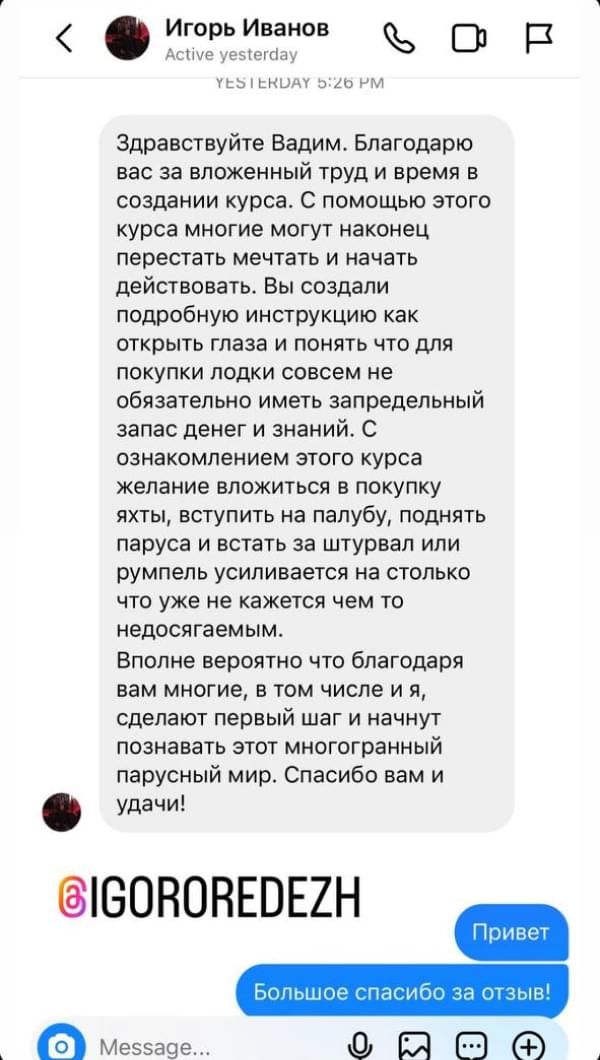 Игорь Иванов
Active yesterday
YESTERDAY 5:26 PM
Здравствуйте Вадим. Благодарю
вас за вложенный труд и время в
создании курса. С помощью этого
курса многие могут наконец
перестать мечтать и начать
действовать. Вы создали
подробную инструкцию как
открыть глаза и понять что для
покупки лодки совсем не
обязательно иметь запредельный
запас денег и знаний. С
ознакомлением этого курса
желание вложиться в покупку
яхты, вступить на палубу, поднять
паруса и встать за штурвал или
румпель усиливается на столько
что уже не кажется чем то
недосягаемым.
Вполне вероятно что благодаря
вам многие, в том числе и я,
сделают первый шаг и начнут
познавать этот многогранный
парусный мир. Спасибо вам и
удачи!
@IGOROREDEZH
Привет
Большое спасибо за отзыв!
Message...